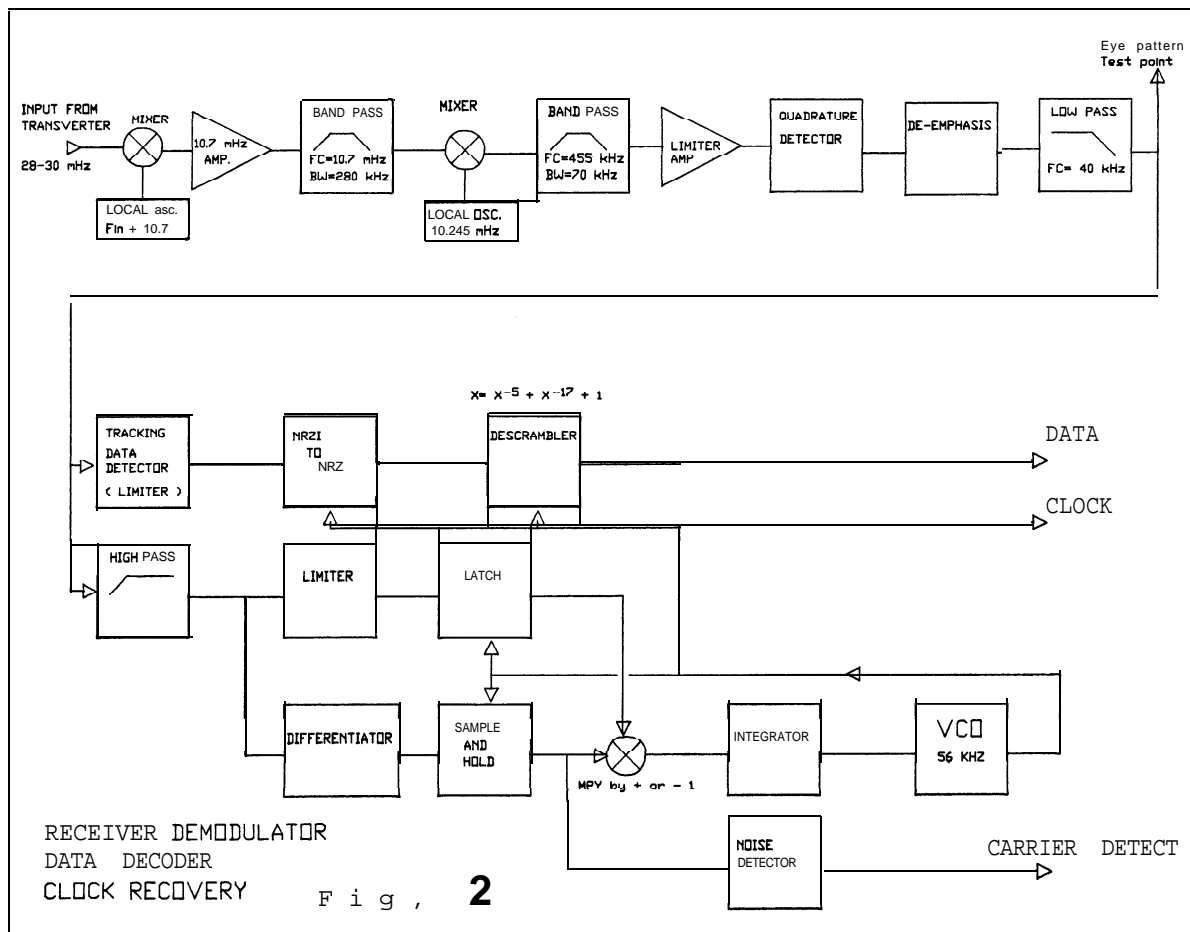 Eye pattern
Test point
INPUT FROM
TRANSVERTER
28-30 mHz
MIXER
LOCAL asc.
Fin + 10.7
10.7 mHz
AMP.
BAND PASS
FC=10.7 mHz
BW=280 kHz
MIXER
LOCAL OSC.
10.245 mHz
BAND PASS
FC=455 kHz
BW=70 kHz
LIMITER
AMP
QUADRATURE
DETECTOR
DE-EMPHASIS
LOW PASS
FC= 40 kHz
X= X-5 + X-17 + 1
TRACKING
DATA
DETECTOR
( LIMITER )
NRZI
TO
NRZ
DESCRAMBLER
DATA
CLOCK
HIGH PASS
LIMITER
LATCH
DIFFERENTIATOR
SAMPLE
AND
HOLD
MPY by + or - 1
INTEGRATOR
VCO
56 KHZ
NOISE
DETECTOR
CARRIER DETECT
RECEIVER DEMODULATOR
DATA DECODER
CLOCK RECOVERY
Fig, 2